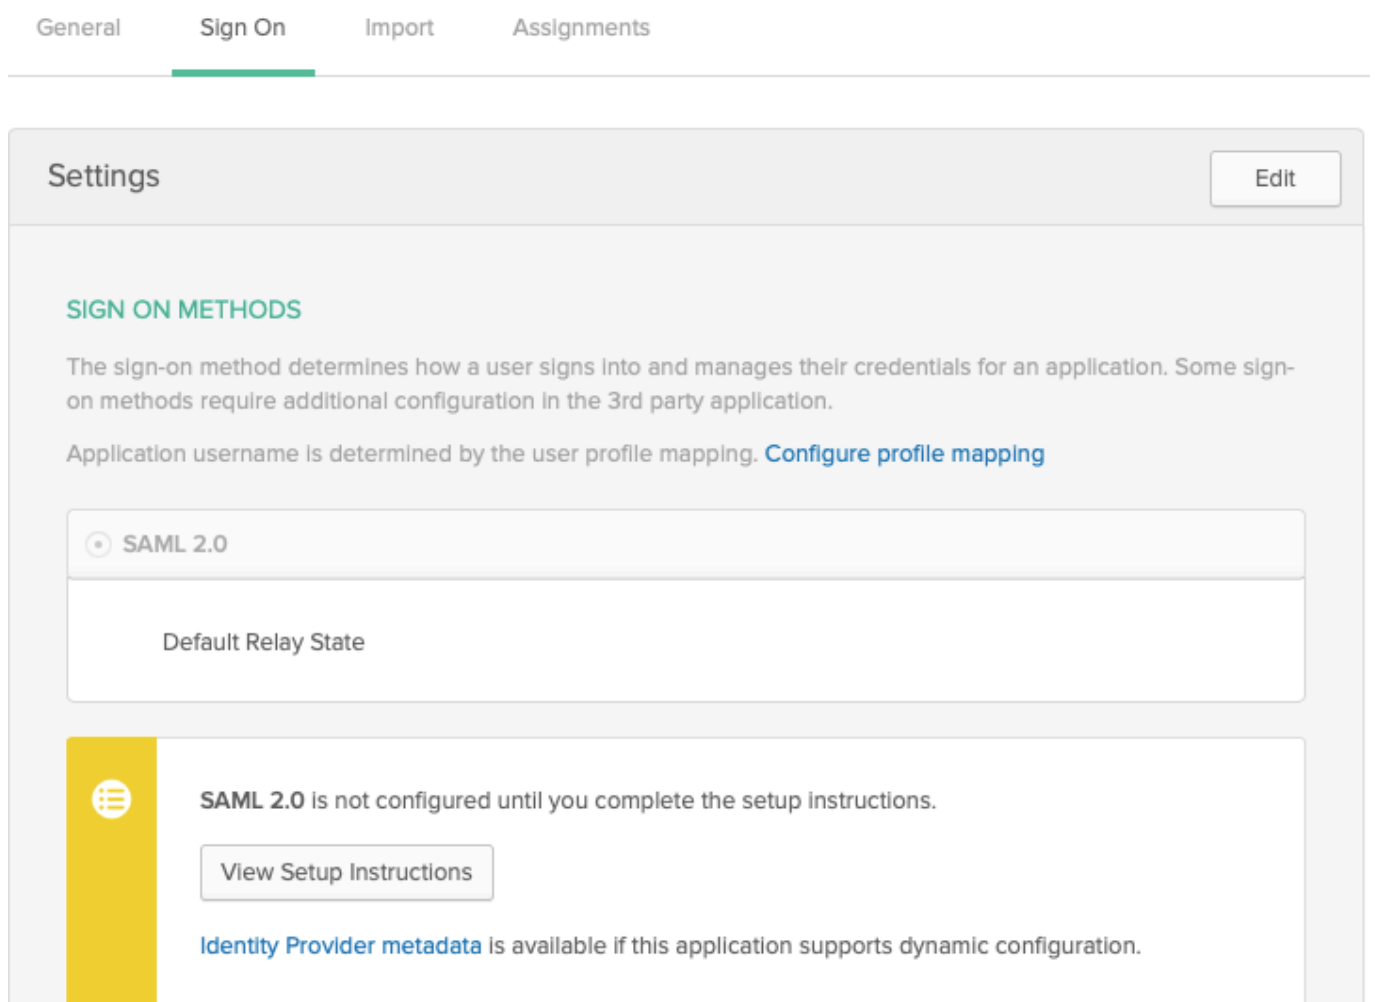 General Sign On Import Assignments
Settings Edit
SIGN ON METHODS
The sign-on method determines how a user signs into and manages their credentials for an application. Some sign-
on methods require additional configuration in the 3rd party application.
Application username is determined by the user profile mapping. Configure profile mapping
SAML 2.0
Default Relay State
SAML 2.0 is not configured until you complete the setup instructions.
View Setup Instructions
Identity Provider metadata is available if this application supports dynamic configuration.